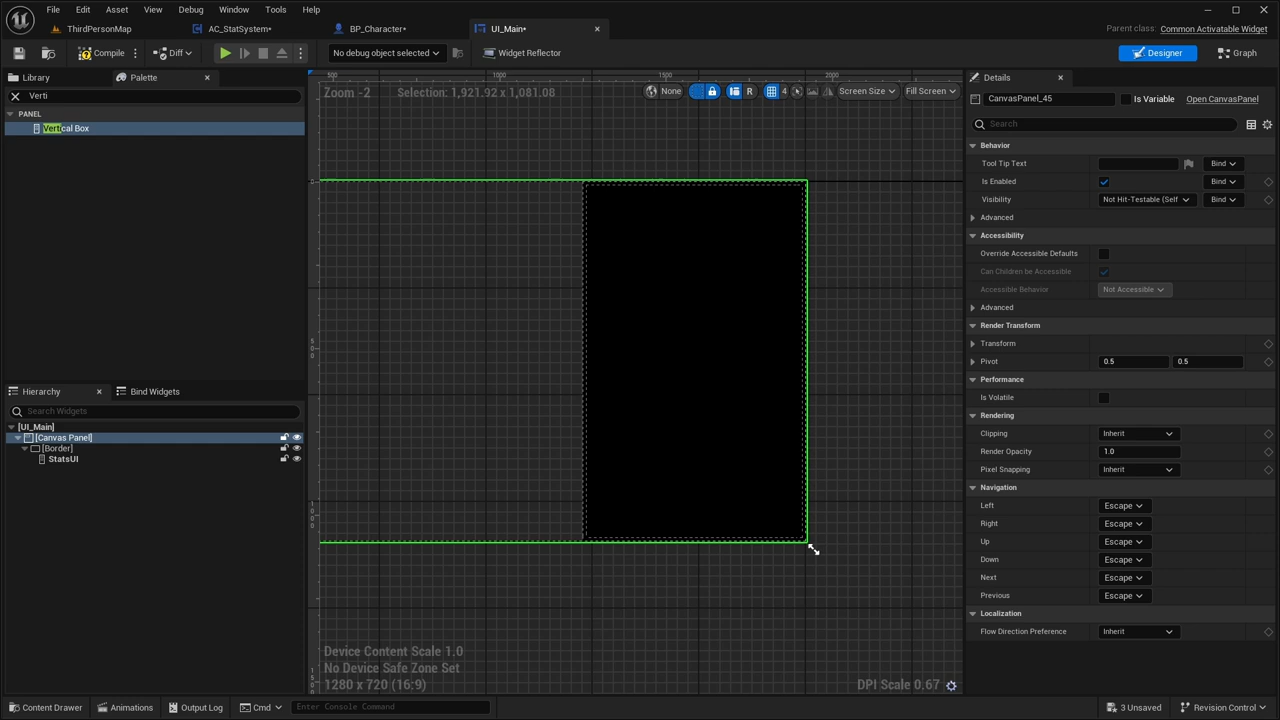 File Edit Asset View Debug Window Tools Help
ThirdPersonMap AC_StatSystem* BP_Character* UI_Main*
Parent class: Common Activatable Widget
Compile Diff No debug object selected Widget Reflector Designer Graph
Library Palette
Verti
PANEL
Vertical Box
Hierarchy Bind Widgets
Search Widgets
[UI_Main]
[Canvas Panel]
[Border]
StatsUI
500 1000 1500 2000
Zoom -2 Selection: 1,921.92 x 1,081.08 None R 4 Screen Size Fill Screen
Device Content Scale 1.0
No Device Safe Zone Set
1280 x 720 (16:9) DPI Scale 0.67
Details
CanvasPanel_45 Is Variable Open CanvasPanel
Search
Behavior
Tool Tip Text Bind
Is Enabled Bind
Visibility Not Hit-Testable (Self Bind
Advanced
Accessibility
Override Accessible Defaults
Can Children be Accessible
Accessible Behavior Not Accessible
Advanced
Render Transform
Transform
Pivot 0.5 0.5
Performance
Is Volatile
Rendering
Clipping Inherit
Render Opacity 1.0
Pixel Snapping Inherit
Navigation
Left Escape
Right Escape
Up Escape
Down Escape
Next Escape
Previous Escape
Localization
Flow Direction Preference Inherit
Content Drawer Animations Output Log Cmd Enter Console Command 3 Unsaved Revision Control